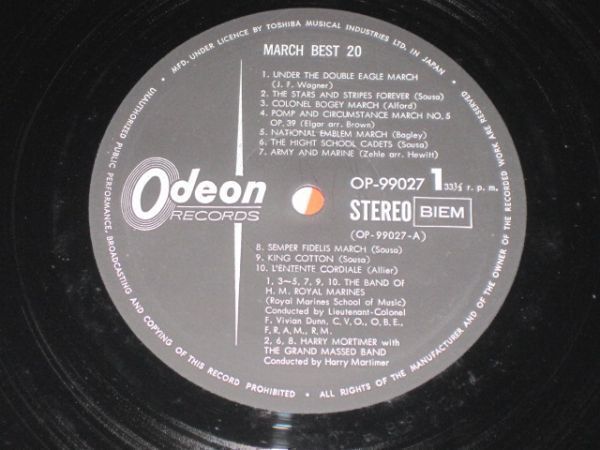 MFD. UNDER LICENCE BY TOSHIBA MUSICAL INDUSTRIES LTD. IN JAPAN •
MARCH BEST 20
1. UNDER THE DOUBLE EAGLE MARCH
(J. F. Wagner)
2. THE STARS AND STRIPES FOREVER (Sousa)
3. COLONEL BOGEY MARCH (Alford)
4. POMP AND CIRCUMSTANCE MARCH NO. 5
OP. 39 (Elgar arr. Brown)
5. NATIONAL EMBLEM MARCH (Bagley)
6. THE HIGHT SCHOOL CADETS (Sousa)
7. ARMY AND MARINE (Zehle arr. Hewitt)
Odeon
RECORDS
OP-99027 1 33⅓ r. p. m.
STEREO BIEM
(OP-99027-A)
8. SEMPER FIDELIS MARCH (Sousa)
9. KING COTTON (Sousa)
10. L'ENTENTE CORDIALE (Allier)
1, 3~5, 7, 9, 10. THE BAND OF
H. M. ROYAL MARINES
(Royal Marines School of Music)
Conducted by Lieutenant-Colonel
F. Vivian Dunn, C, V, O., O, B, E.,
F, R, A, M., R, M.
2, 6, 8. HARRY MORTIMER with
THE GRAND MASSED BAND
Conducted by Harry Mortimer
UNAUTHORIZED PUBLIC PERFORMANCE, BROADCASTING AND COPYING OF THIS RECORD PROHIBITED • ALL RIGHTS OF THE MANUFACTURER AND OF THE OWNER OF THE RECORDED WORK ARE RESERVED